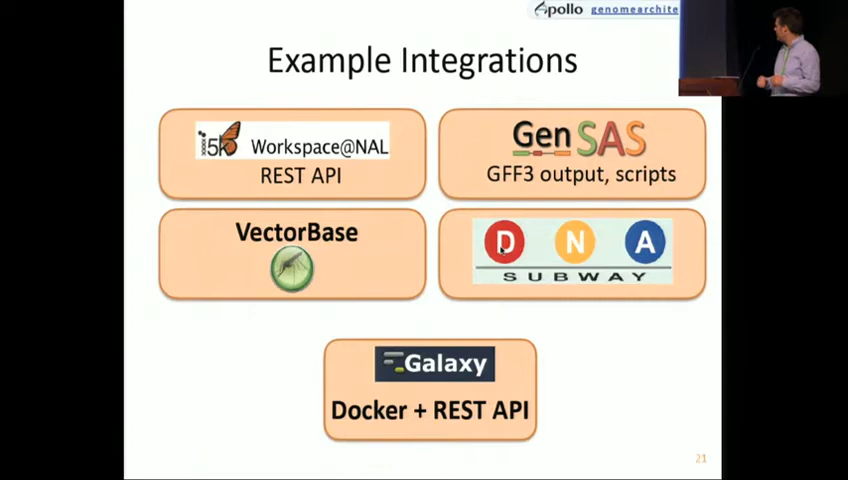 Apollo genomearchite
Example Integrations
i5k Workspace@NAL
REST API
GenSAS
GFF3 output, scripts
VectorBase
D N A
SUBWAY
Galaxy
Docker + REST API
21